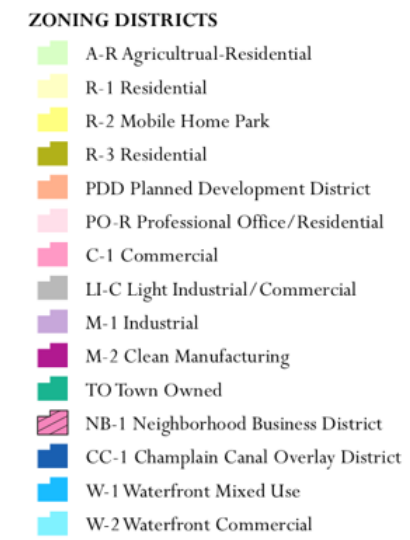 ZONING DISTRICTS
A-R Agricultrual-Residential
R-1 Residential
R-2 Mobile Home Park
R-3 Residential
PDD Planned Development District
PO-R Professional Office/Residential
C-1 Commercial
LI-C Light Industrial/Commercial
M-1 Industrial
M-2 Clean Manufacturing
TO Town Owned
NB-1 Neighborhood Business District
CC-1 Champlain Canal Overlay District
W-1 Waterfront Mixed Use
W-2 Waterfront Commercial